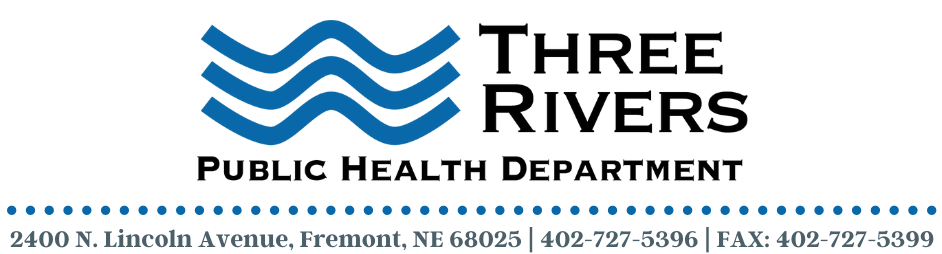 THREE
RIVERS
PUBLIC HEALTH DEPARTMENT
2400 N. Lincoln Avenue, Fremont, NE 68025 | 402-727-5396 | FAX: 402-727-5399